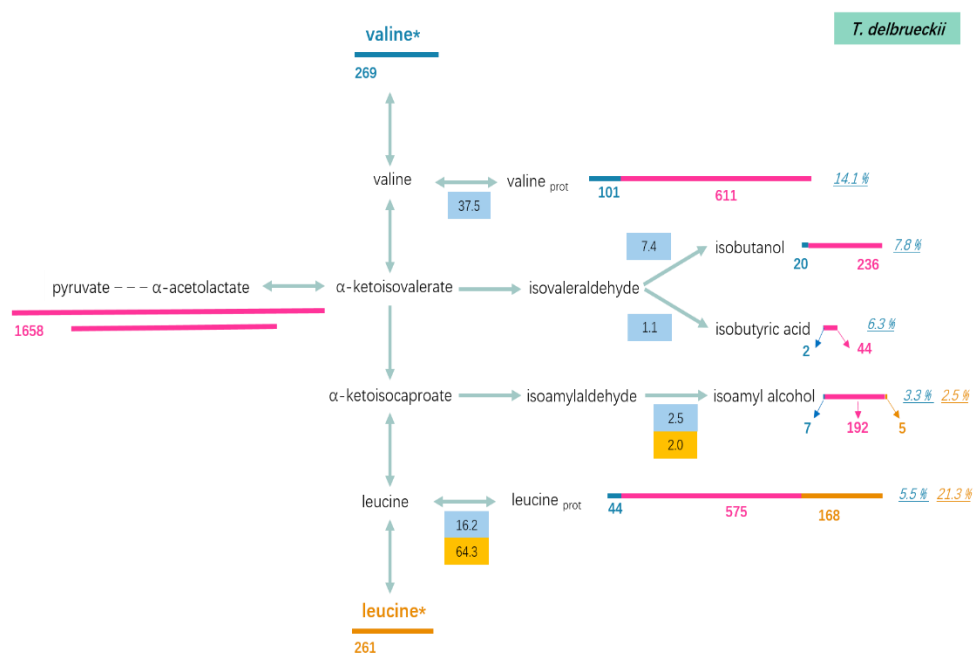 T. delbrueckii
valine*
269
valine
valine prot
101
611
14.1 %
37.5
7.4
isobutanol
20
236
7.8 %
pyruvate --- α-acetolactate
α-ketoisovalerate
isovaleraldehyde
1658
1.1
isobutyric acid
6.3 %
2
44
α-ketoisocaproate
isoamylaldehyde
isoamyl alcohol
3.3 % 2.5 %
2.5
2.0
7
192
5
leucine
leucine prot
44
575
168
5.5 % 21.3 %
16.2
64.3
leucine*
261